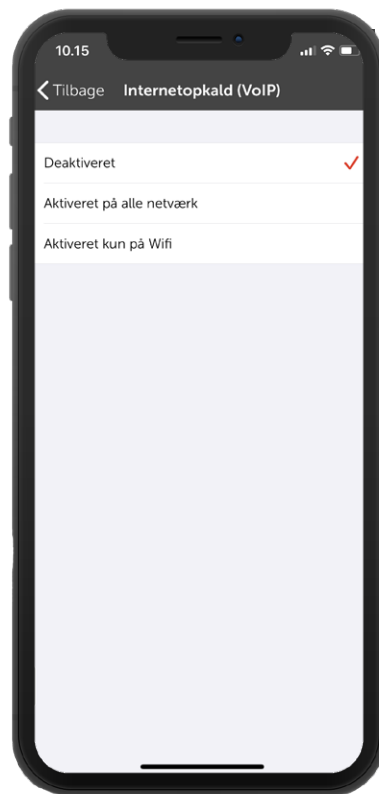 10.15
Tilbage Internetopkald (VoIP)
Deaktiveret
Aktiveret på alle netværk
Aktiveret kun på Wifi